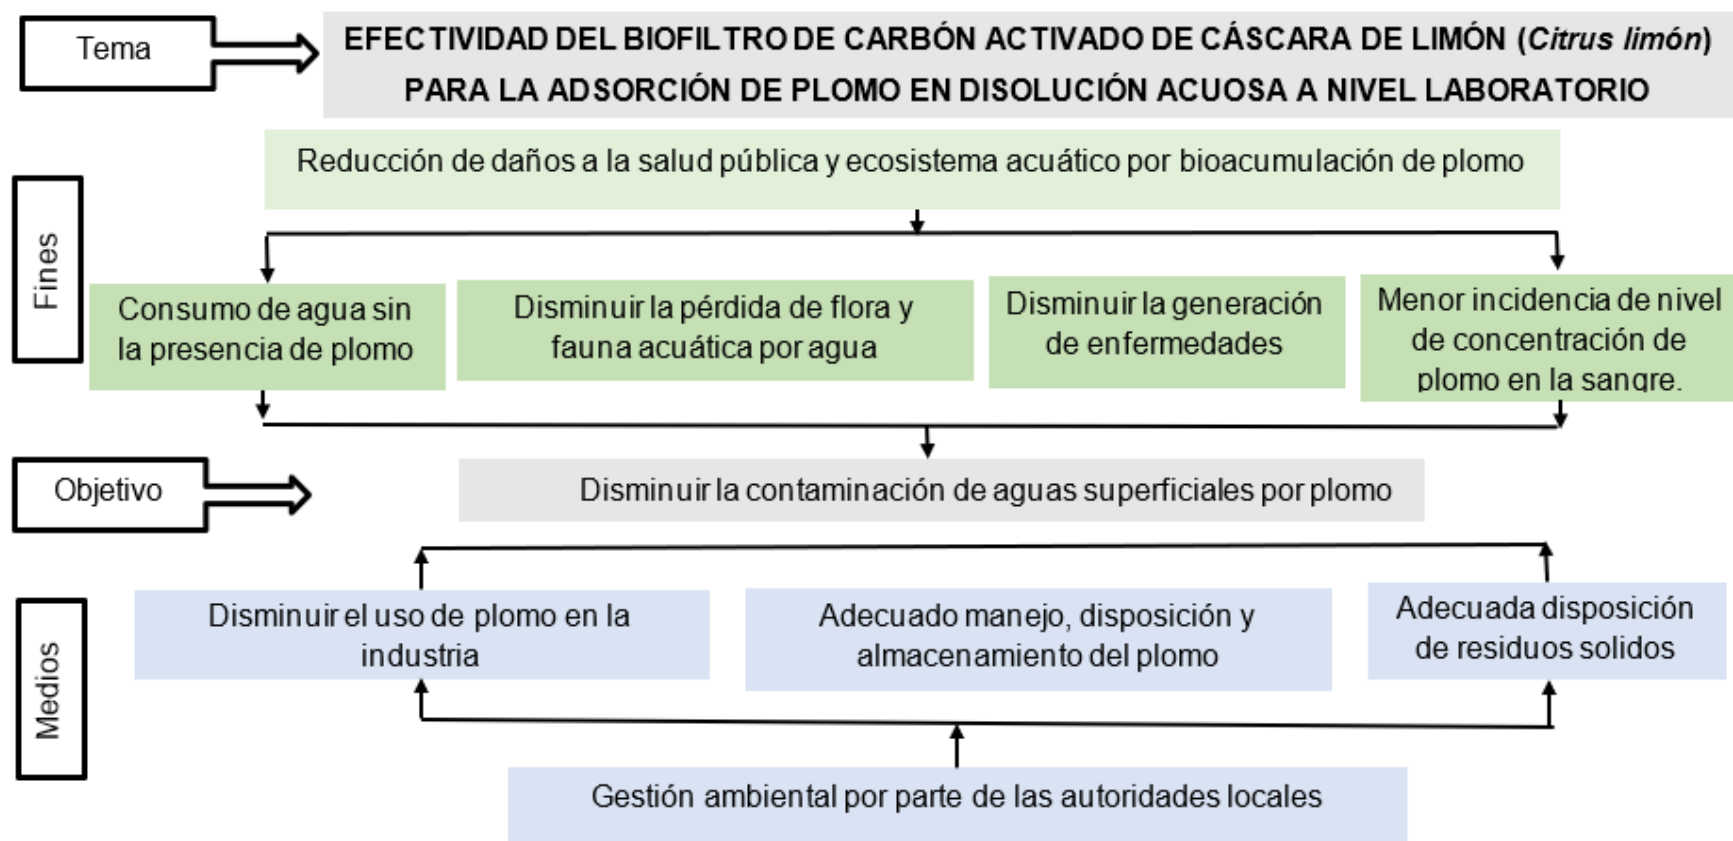 Tema
EFECTIVIDAD DEL BIOFILTRO DE CARBÓN ACTIVADO DE CÁSCARA DE LIMÓN (Citrus limón)
PARA LA ADSORCIÓN DE PLOMO EN DISOLUCIÓN ACUOSA A NIVEL LABORATORIO
Reducción de daños a la salud pública y ecosistema acuático por bioacumulación de plomo
Fines
Consumo de agua sin
la presencia de plomo
Disminuir la pérdida de flora y
fauna acuática por agua
Disminuir la generación
de enfermedades
Menor incidencia de nivel
de concentración de
plomo en la sangre.
Objetivo
Disminuir la contaminación de aguas superficiales por plomo
Medios
Disminuir el uso de plomo en la
industria
Adecuado manejo, disposición y
almacenamiento del plomo
Adecuada disposición
de residuos solidos
Gestión ambiental por parte de las autoridades locales